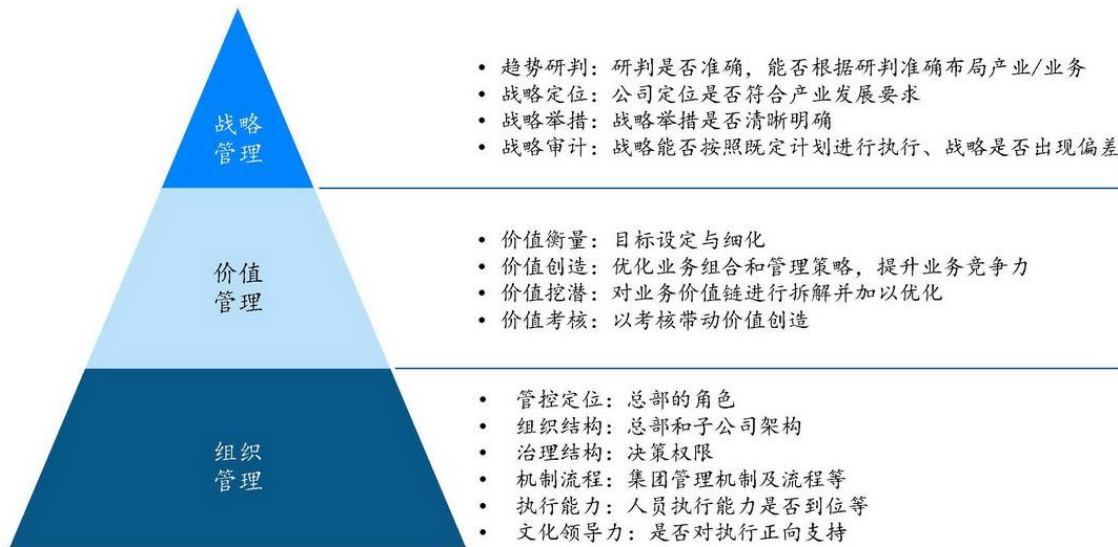 战略
管理
• 趋势研判：研判是否准确，能否根据研判准确布局产业/业务
• 战略定位：公司定位是否符合产业发展要求
• 战略举措：战略举措是否清晰明确
• 战略审计：战略能否按照既定计划进行执行、战略是否出现偏差
价值
管理
• 价值衡量：目标设定与细化
• 价值创造：优化业务组合和管理策略，提升业务竞争力
• 价值挖潜：对业务价值链进行拆解并加以优化
• 价值考核：以考核带动价值创造
组织
管理
• 管控定位：总部的角色
• 组织结构：总部和子公司架构
• 治理结构：决策权限
• 机制流程：集团管理机制及流程等
• 执行能力：人员执行能力是否到位等
• 文化领导力：是否对执行正向支持